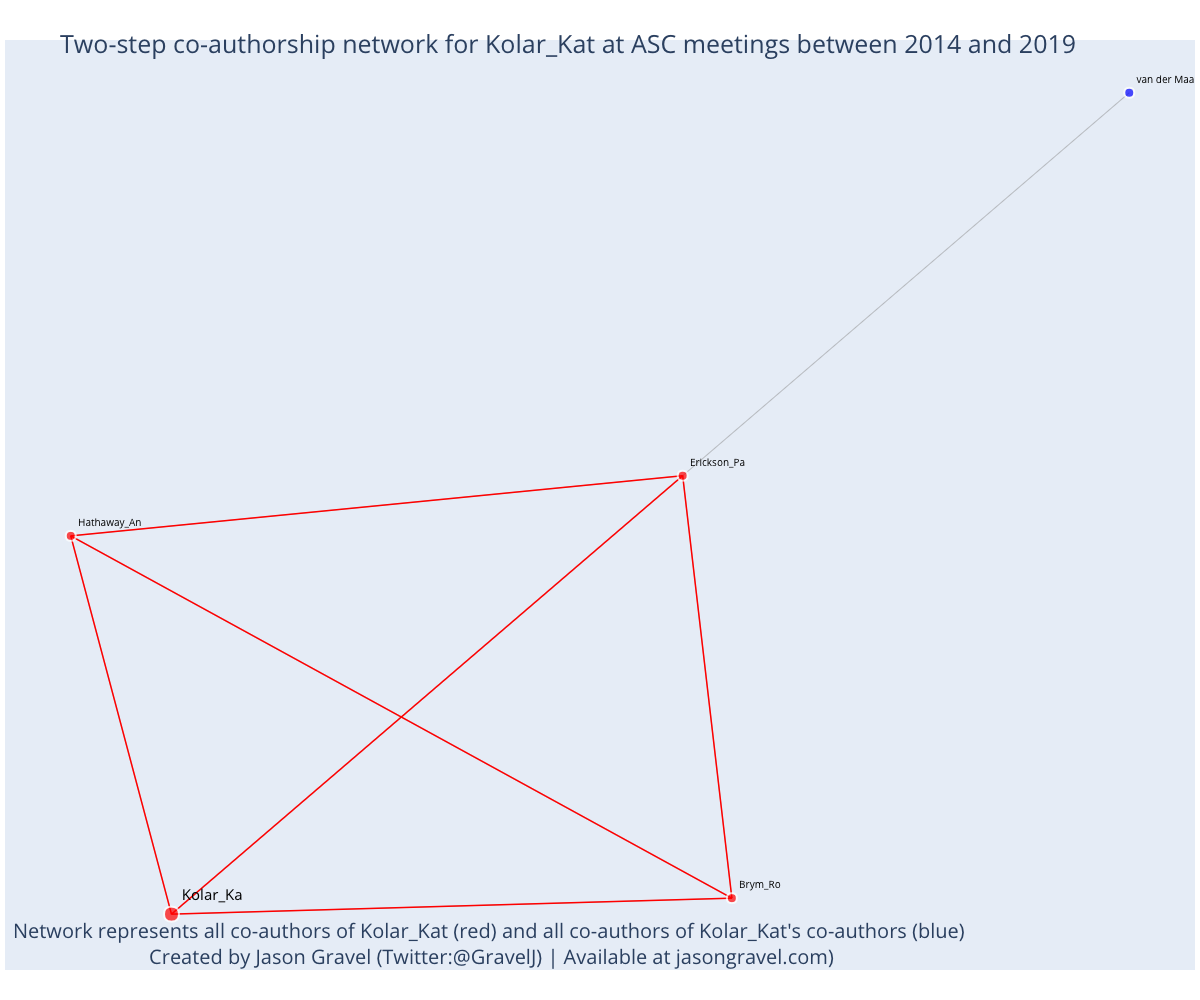 Two-step co-authorship network for Kolar_Kat at ASC meetings between 2014 and 2019
van der Maa
Erickson_Pa
Hathaway_An
Brym_Ro
Kolar_Ka
Network represents all co-authors of Kolar_Kat (red) and all co-authors of Kolar_Kat's co-authors (blue)
Created by Jason Gravel (Twitter:@GravelJ) | Available at jasongravel.com)